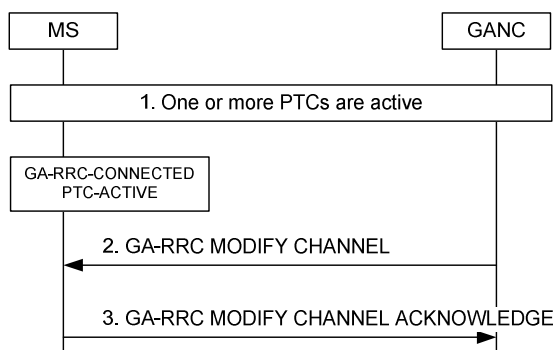 MS
GANC
1. One or more PTCs are active
GA-RRC-CONNECTED
PTC-ACTIVE
2. GA-RRC MODIFY CHANNEL
3. GA-RRC MODIFY CHANNEL ACKNOWLEDGE